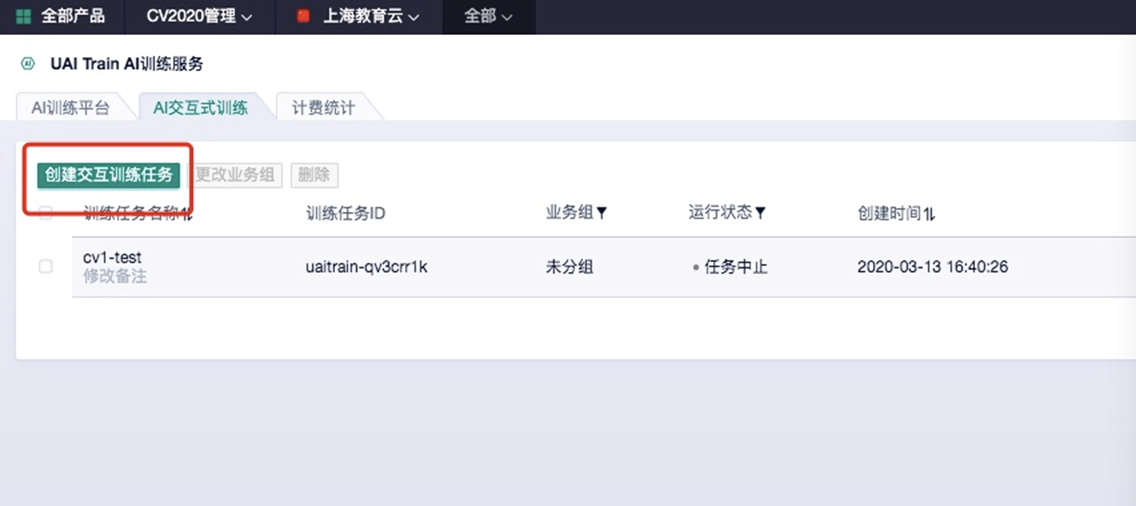 全部产品 CV2020管理 上海教育云 全部
UAI Train AI训练服务
AI训练平台 AI交互式训练 计费统计
创建交互训练任务 更改业务组 删除
训练任务名称 训练任务ID 业务组 运行状态 创建时间
cv1-test
修改备注
uaitrain-qv3crr1k 未分组 任务中止 2020-03-13 16:40:26